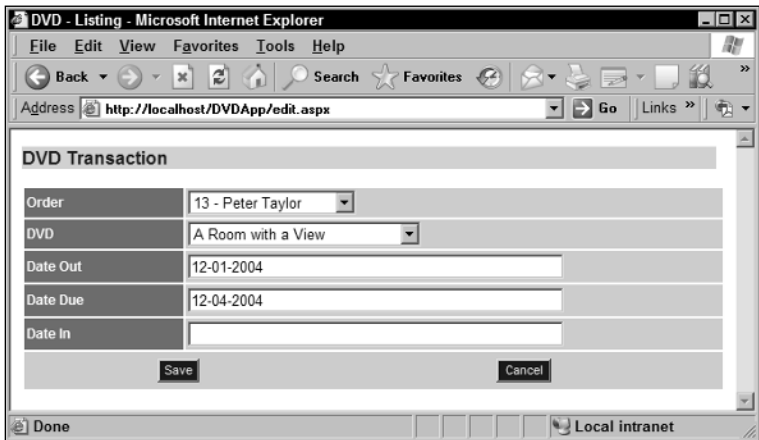 DVD - Listing - Microsoft Internet Explorer
File Edit View Favorites Tools Help
Back Search Favorites »
Address http://localhost/DVDApp/edit.aspx Go Links »
DVD Transaction
Order 13 - Peter Taylor
DVD A Room with a View
Date Out 12-01-2004
Date Due 12-04-2004
Date In
Save Cancel
Done Local intranet